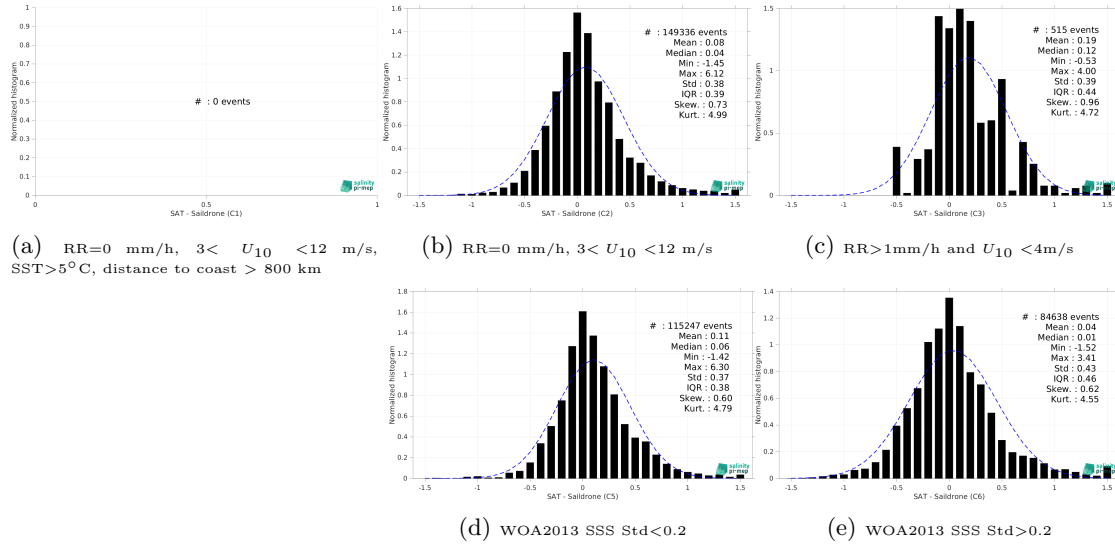 Normalized histogram
1
0.9
0.8
0.7
0.6
0.5
0.4
0.3
0.2
0.1
0
# : 0 events
salinity
pi-mep
0 0.5 1
SAT - Saildrone (C1)
(a) RR=0 mm/h, 3< U10 <12 m/s,
SST>5°C, distance to coast > 800 km
Normalized histogram
1.6
1.4
1.2
1
0.8
0.6
0.4
0.2
0
# : 149336 events
Mean : 0.08
Median : 0.04
Min : -1.45
Max : 6.12
Std : 0.38
IQR : 0.39
Skew. : 0.73
Kurt. : 4.99
salinity
pi-mep
-1.5 -1 -0.5 0 0.5 1 1.5
SAT - Saildrone (C2)
(b) RR=0 mm/h, 3< U10 <12 m/s
Normalized histogram
1.5
1
0.5
0
# : 515 events
Mean : 0.19
Median : 0.12
Min : -0.53
Max : 4.00
Std : 0.39
IQR : 0.44
Skew. : 0.96
Kurt. : 4.72
salinity
pi-mep
-1.5 -1 -0.5 0 0.5 1 1.5
SAT - Saildrone (C3)
(c) RR>1mm/h and U10 <4m/s
Normalized histogram
1.8
1.6
1.4
1.2
1
0.8
0.6
0.4
0.2
0
# : 115247 events
Mean : 0.11
Median : 0.06
Min : -1.42
Max : 6.30
Std : 0.37
IQR : 0.38
Skew. : 0.60
Kurt. : 4.79
salinity
pi-mep
-1.5 -1 -0.5 0 0.5 1 1.5
SAT - Saildrone (C5)
(d) WOA2013 SSS Std<0.2
Normalized histogram
1.4
1.2
1
0.8
0.6
0.4
0.2
0
# : 84638 events
Mean : 0.04
Median : 0.01
Min : -1.52
Max : 3.41
Std : 0.43
IQR : 0.46
Skew. : 0.62
Kurt. : 4.55
salinity
pi-mep
-1.5 -1 -0.5 0 0.5 1 1.5
SAT - Saildrone (C6)
(e) WOA2013 SSS Std>0.2